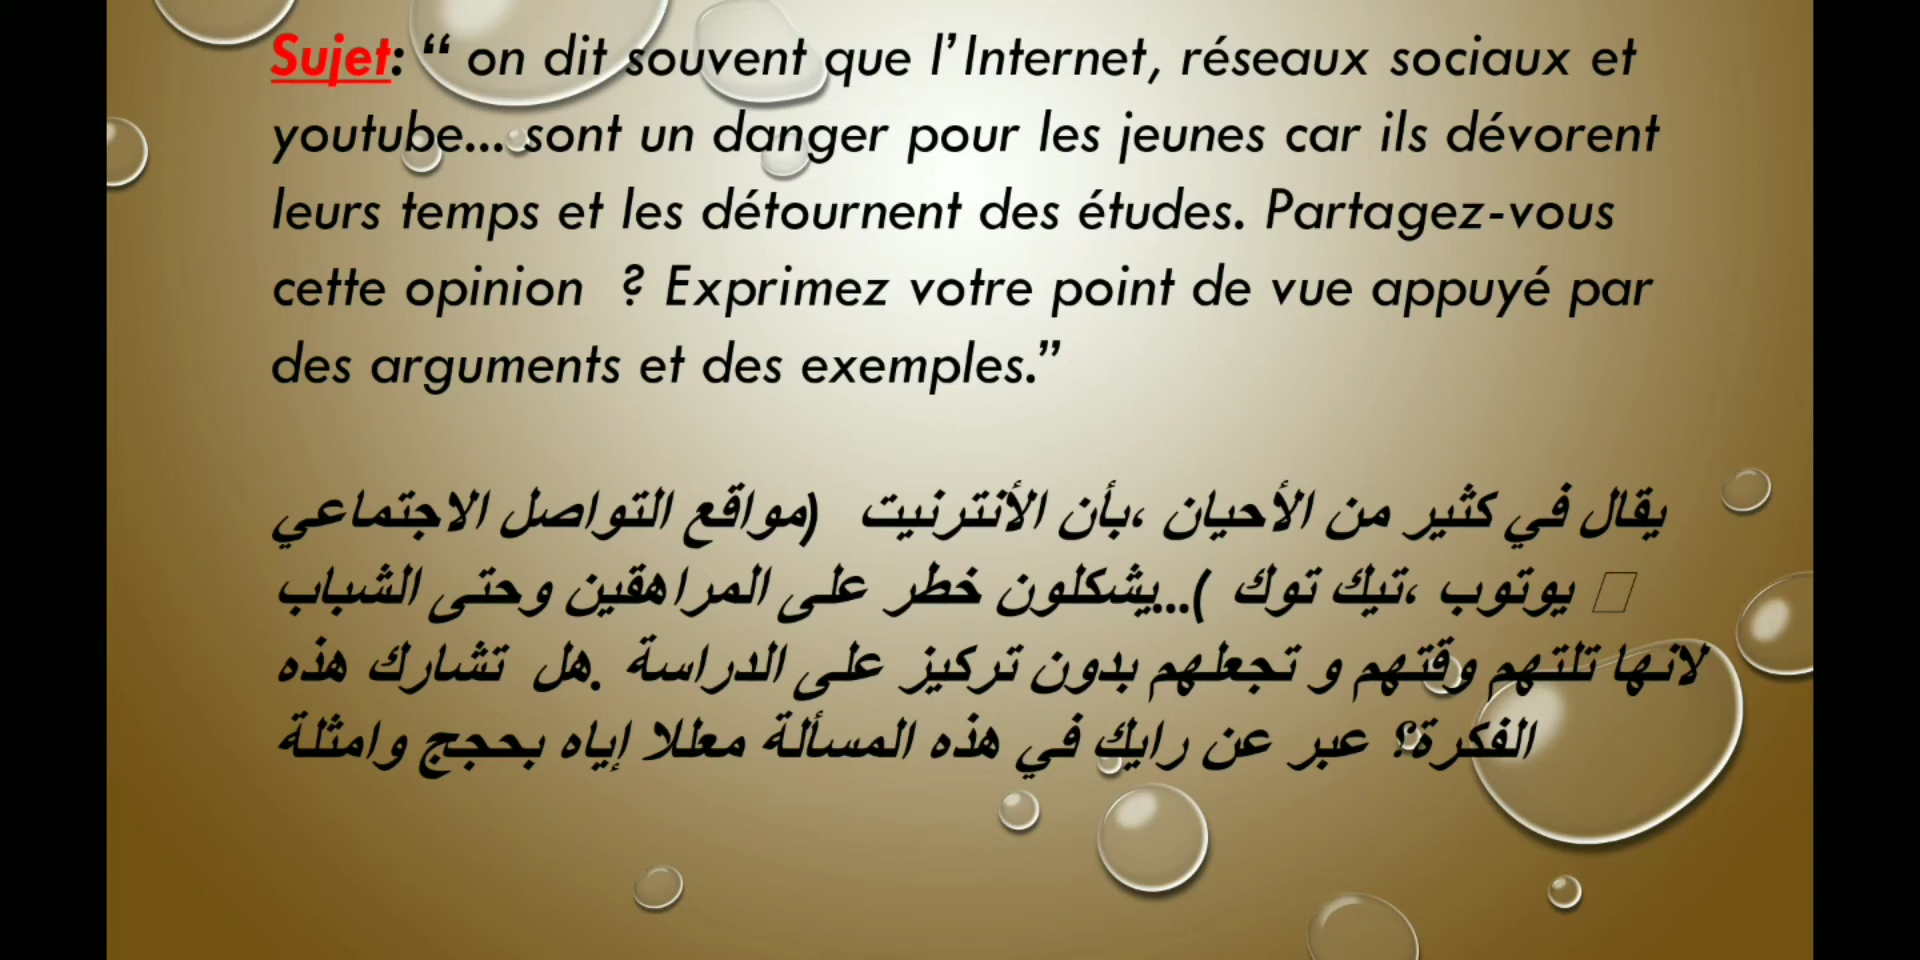 Sujet: “ on dit souvent que l’Internet, réseaux sociaux et
youtube... sont un danger pour les jeunes car ils dévorent
leurs temps et les détournent des études. Partagez-vous
cette opinion ? Exprimez votre point de vue appuyé par
des arguments et des exemples.”
يقال في كثير من الأحيان ،بأن الأنترنيت (مواقع التواصل الاجتماعي
يوتوب ،تيك توك )...يشكلون خطر على المراهقين وحتى الشباب
لانها تلتهم وقتهم و تجعلهم بدون تركيز على الدراسة .هل تشارك هذه
الفكرة؟ عبر عن رايك في هذه المسألة معللا إياه بحجج وامثلة